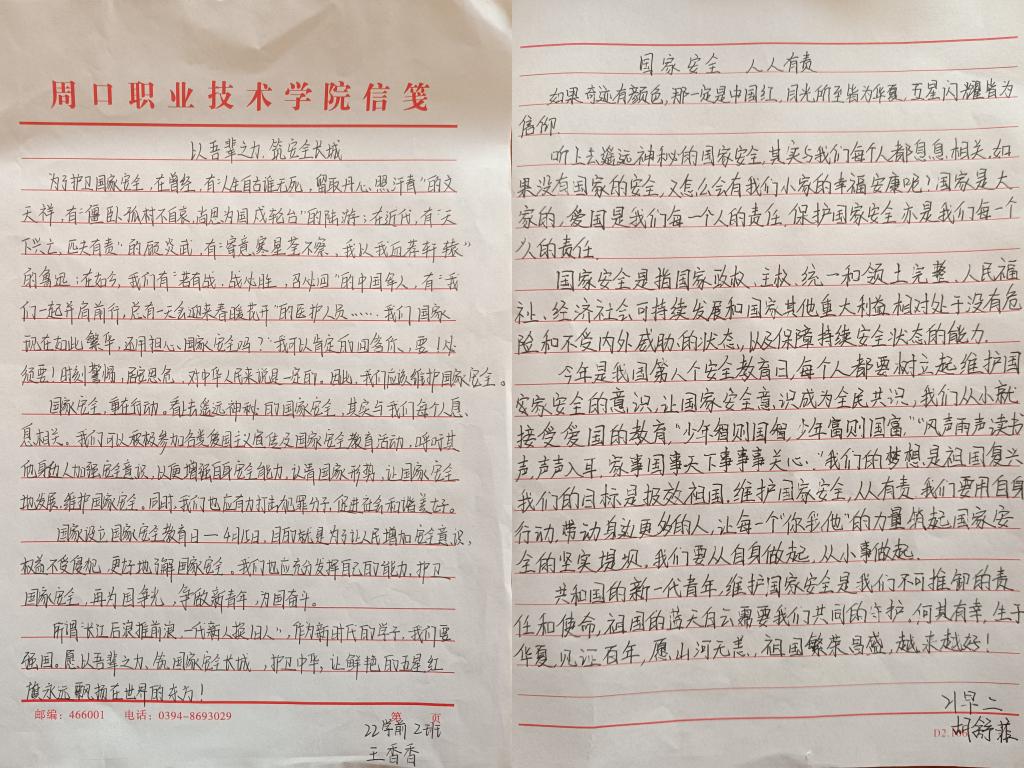 周口职业技术学院信笺
以吾辈之力,筑安全长城
为了护卫国家安全,在曾经,有“人生自古谁无死,留取丹心照汗青”的文
天祥,有“僵卧孤村不自哀,尚思为国戍轮台”的陆游;在近代,有“天
下兴亡,匹夫有责”的顾炎武,有“寄意寒星荃不察,我以我血荐轩辕”
的鲁迅;在如今,我们有“若有战,战必胜,召必回”的中国军人,有“我
们一起并肩前行,总有一天会迎来春暖花开”的医护人员……我们国家
现在如此繁华,还用担心国家安全吗?我可以肯定的回答你,要!必
须要!时刻警惕,居安思危,对中华人民来说是一定的。因此,我们应该维护国家安全。
国家安全,重在行动。看上去遥远神秘的国家安全,其实与我们每个人息
息相关。我们可以积极参加各类爱国主义宣传及国家安全教育活动,呼吁其
他身边人加强安全意识,以便增强自身安全能力,认清国家形势,让国家安全
地发展,维护国家安全。同时,我们也应有力打击犯罪分子,促进社会和谐美好。
国家设立国家安全教育日一4月15日,目的就是为了让人民增加安全意识,
权益不受侵犯,更好地了解国家安全。我们也应充分发挥自己的能力,护卫
国家安全,再为国争光,争做新青年,为国奋斗。
所谓“长江后浪推前浪,一代新人换旧人”,作为新时代的学子,我们要
强国。愿以吾辈之力、筑国家安全长城,护卫中华,让鲜艳的五星红
旗永远飘扬在世界的东方!
邮编:466001 电话:0394-8693029 第 页
22学前2班
王香香
国家安全 人人有责
如果奇迹有颜色,那一定是中国红,目光所至皆为华夏,五星闪耀皆为
信仰.
听上去遥远神秘的国家安全,其实与我们每个人都息息相关,如
果没有国家的安全,又怎么会有我们小家的幸福安康呢?国家是大
家的,爱国是我们每一个人的责任,保护国家安全亦是我们每一个
人的责任.
国家安全是指国家政权、主权、统一和领土完整、人民福
祉、经济社会可持续发展和国家其他重大利益相对处于没有危
险和不受内外威胁的状态,以及保障持续安全状态的能力.
今年是我国第八个安全教育日,每个人都要树立起维护国
家安全的意识,让国家安全意识成为全民共识,我们从小就
接受爱国的教育,“少年智则国智,少年富则国富”“风声雨声读书
声声声入耳,家事国事天下事事事关心.”我们的梦想是祖国复兴
我们的目标是报效祖国,维护国家安全,人人有责,我们要用自身
行动,带动身边更多的人,让每一个“你我他”的力量筑起国家安
全的坚实堤坝,我们要从自身做起,从小事做起.
共和国的新一代青年,维护国家安全是我们不可推卸的责
任和使命,祖国的蓝天白云需要我们共同的守护,何其有幸,生于
华夏,见证百年,愿山河无恙,祖国繁荣昌盛,越来越好!
计早二
胡舒菲